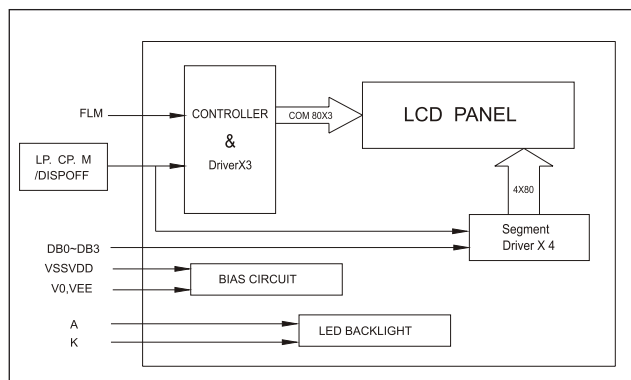 FLM
LP. CP. M
/DISPOFF
CONTROLLER
&
DriverX3
COM 80X3
LCD PANEL
4X80
Segment
Driver X 4
DB0~DB3
VSSVDD
V0,VEE
BIAS CIRCUIT
A
K
LED BACKLIGHT